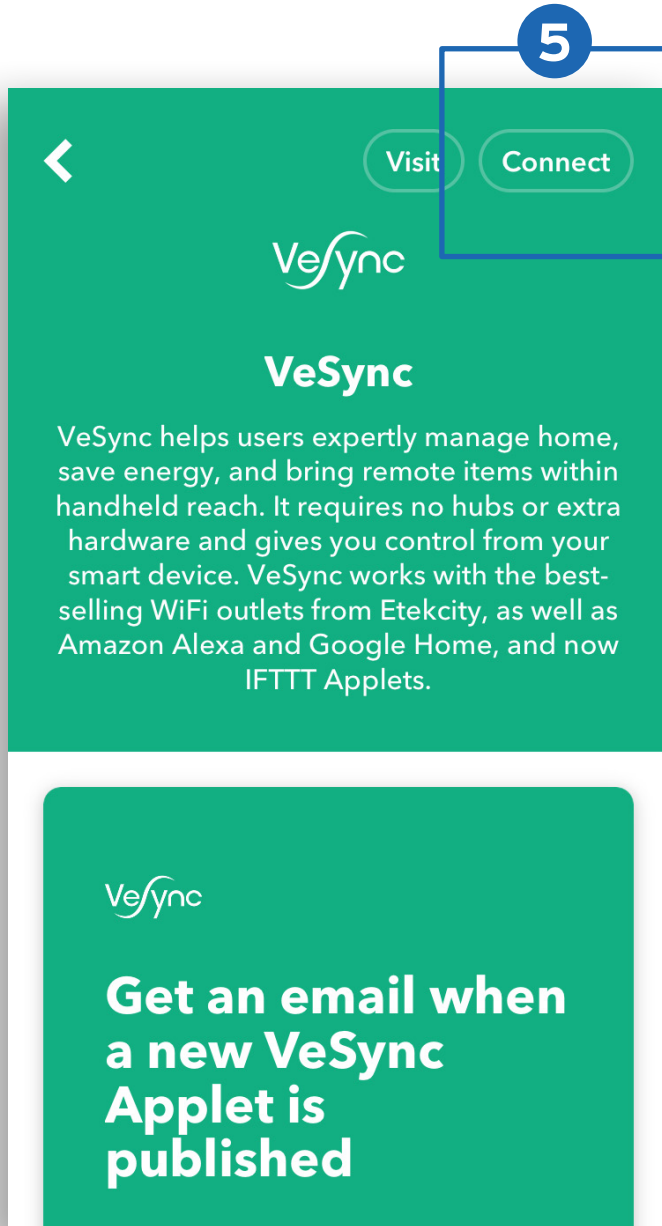 5
Visit Connect
VeSync
VeSync
VeSync helps users expertly manage home,
save energy, and bring remote items within
handheld reach. It requires no hubs or extra
hardware and gives you control from your
smart device. VeSync works with the best-
selling WiFi outlets from Etekcity, as well as
Amazon Alexa and Google Home, and now
IFTTT Applets.
VeSync
Get an email when
a new VeSync
Applet is
published